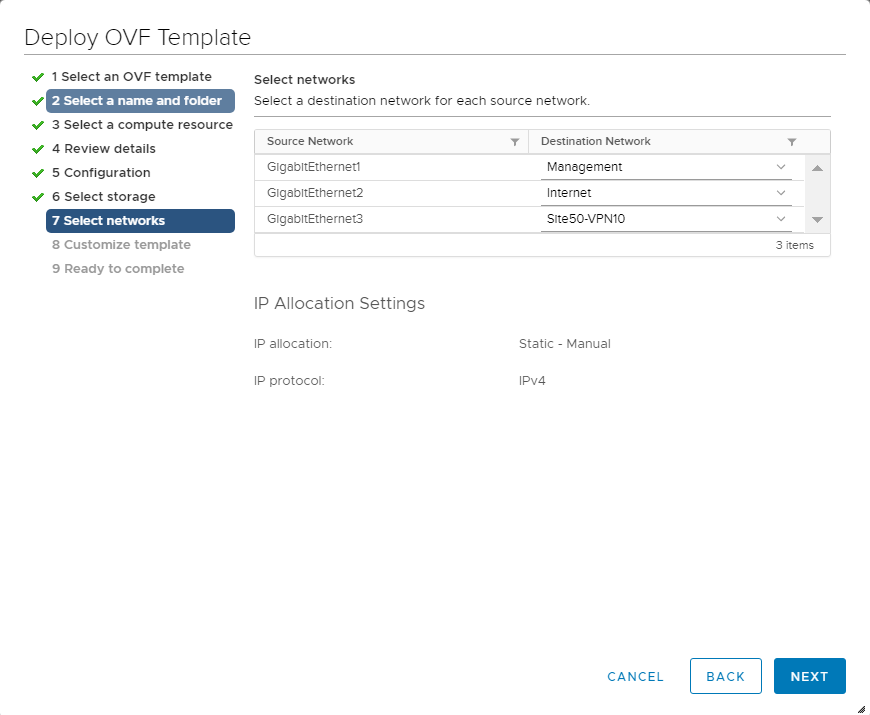 Deploy OVF Template
1 Select an OVF template
2 Select a name and folder
3 Select a compute resource
4 Review details
5 Configuration
6 Select storage
7 Select networks
8 Customize template
9 Ready to complete
Select networks
Select a destination network for each source network.
Source Network Destination Network
GigabitEthernet1 Management
GigabitEthernet2 Internet
GigabitEthernet3 Site50-VPN10
3 items
IP Allocation Settings
IP allocation: Static - Manual
IP protocol: IPv4
CANCEL BACK NEXT